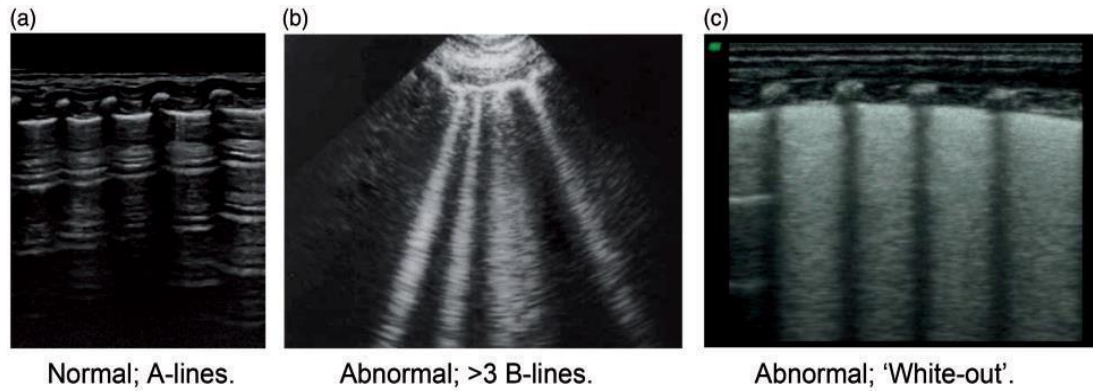 (a)
(b)
(c)
Normal; A-lines.
Abnormal; >3 B-lines.
Abnormal; ‘White-out’.